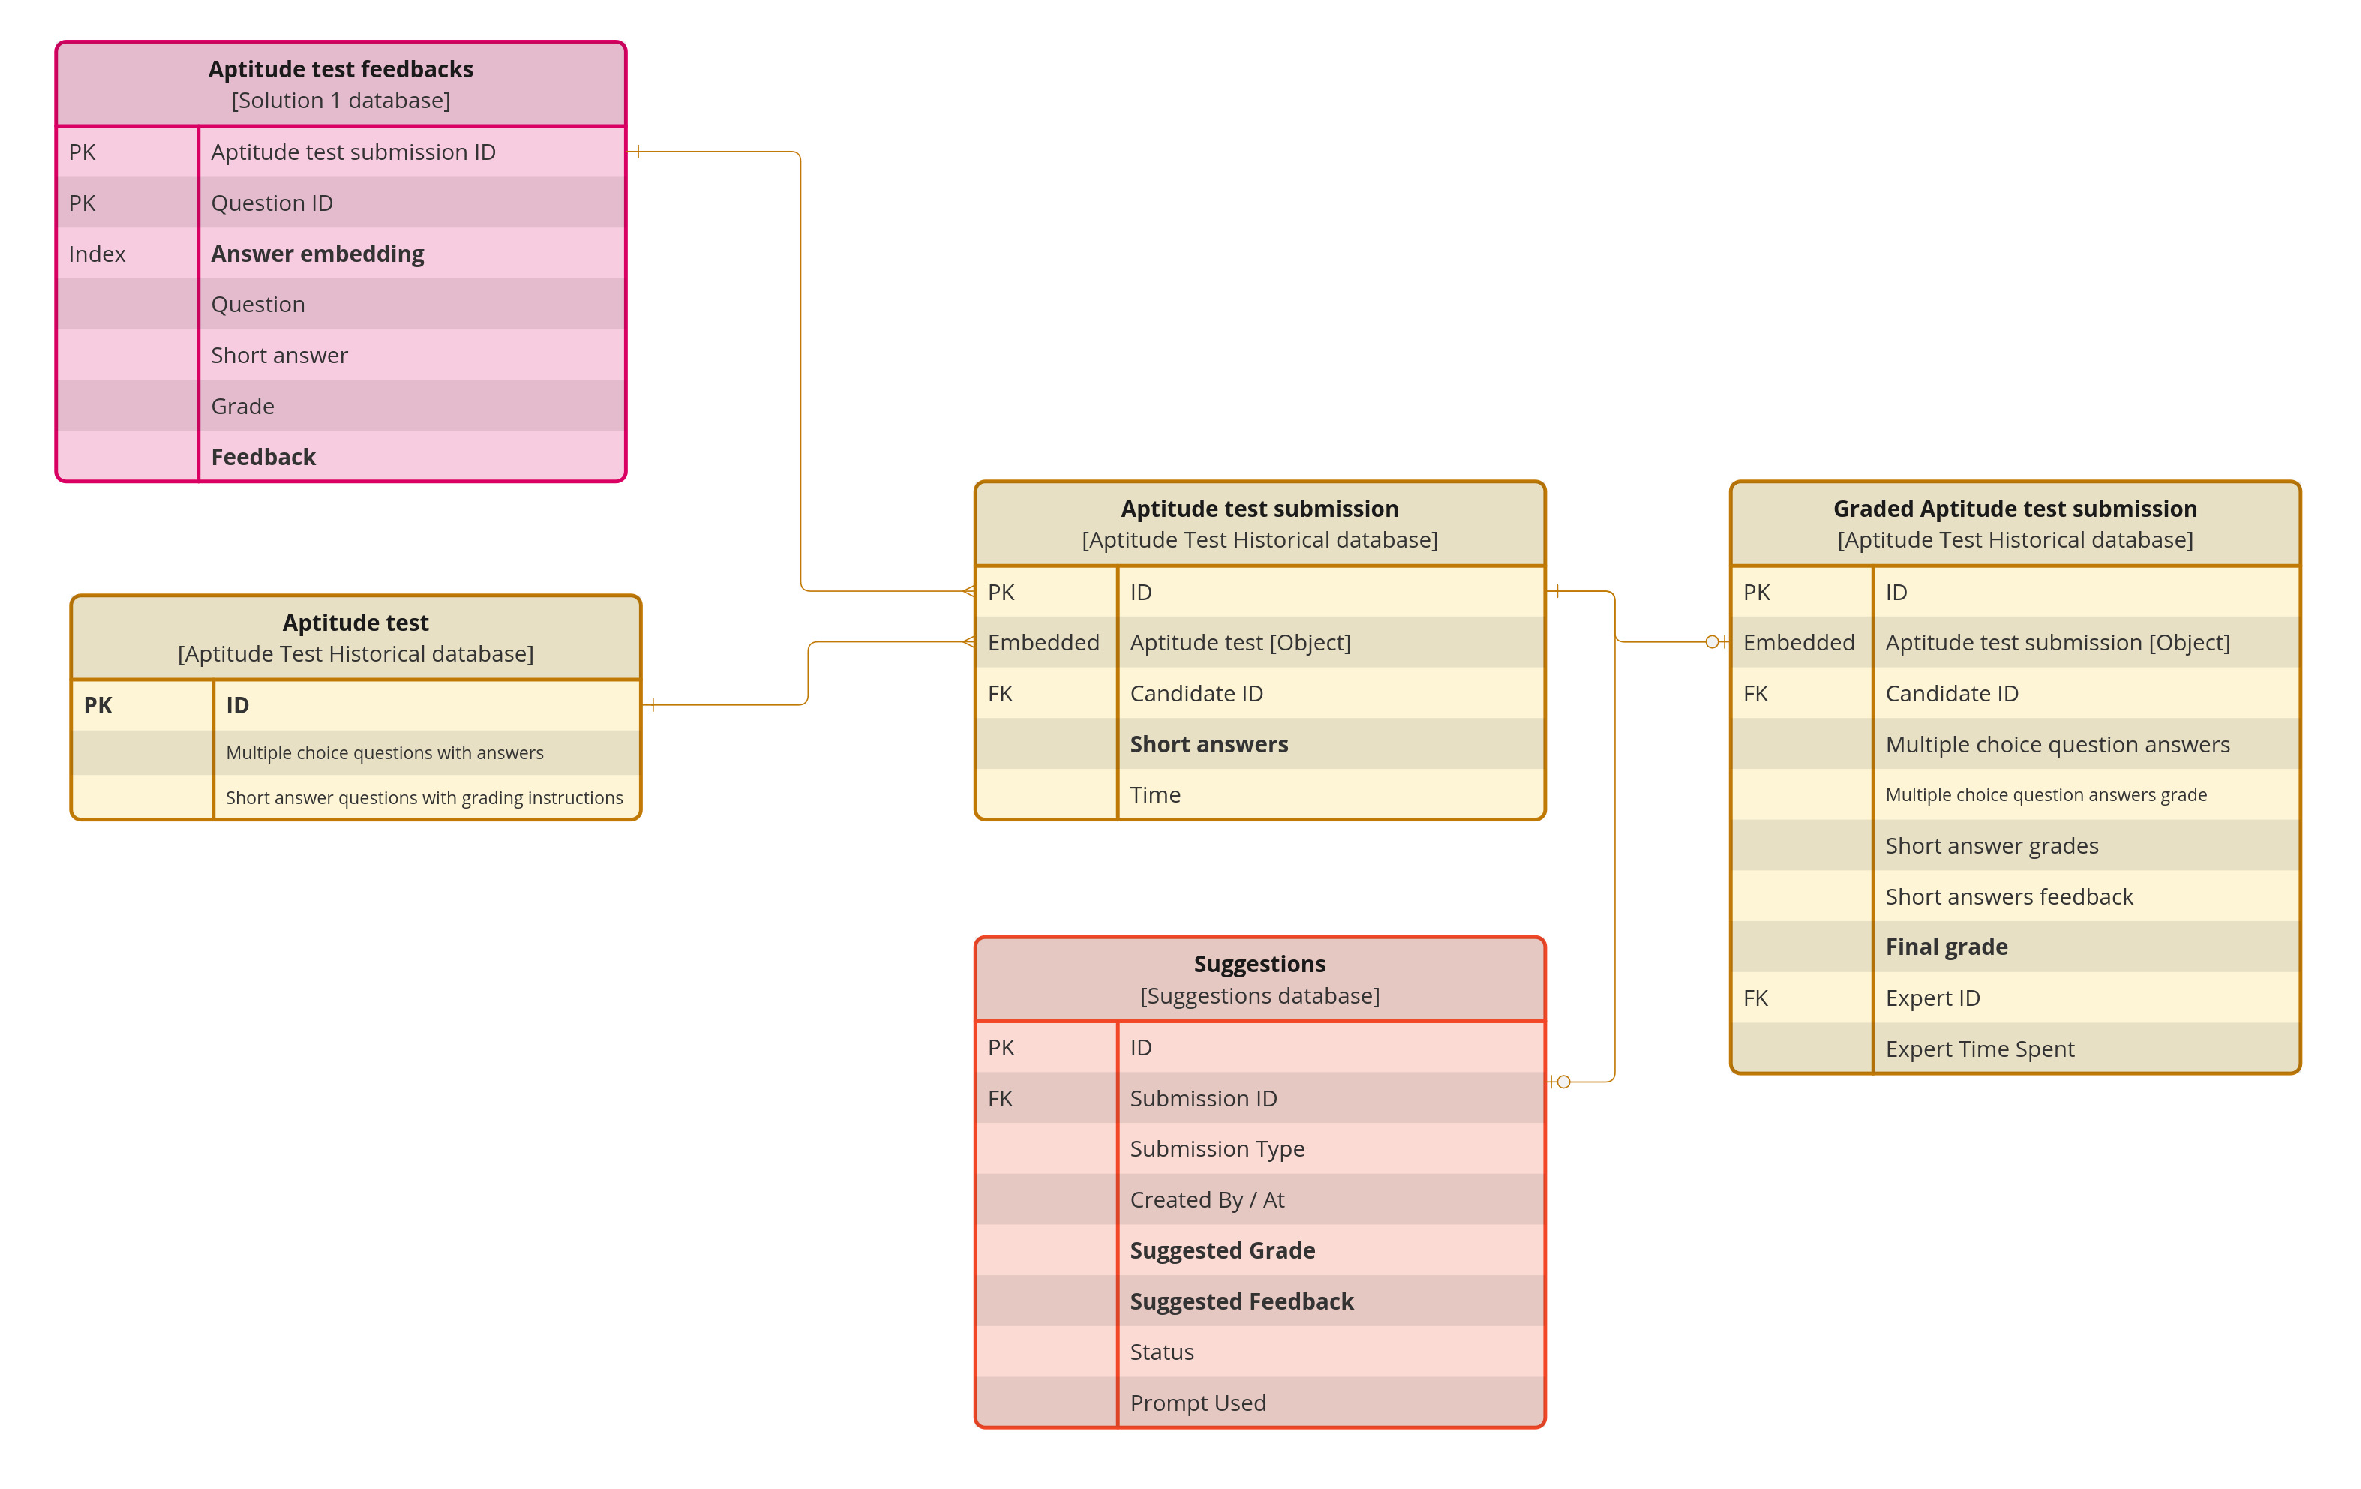 Aptitude test feedbacks
[Solution 1 database]
PK Aptitude test submission ID
PK Question ID
Index Answer embedding
Question
Short answer
Grade
Feedback
Aptitude test
[Aptitude Test Historical database]
PK ID
Multiple choice questions with answers
Short answer questions with grading instructions
Aptitude test submission
[Aptitude Test Historical database]
PK ID
Embedded Aptitude test [Object]
FK Candidate ID
Short answers
Time
Suggestions
[Suggestions database]
PK ID
FK Submission ID
Submission Type
Created By / At
Suggested Grade
Suggested Feedback
Status
Prompt Used
Graded Aptitude test submission
[Aptitude Test Historical database]
PK ID
Embedded Aptitude test submission [Object]
FK Candidate ID
Multiple choice question answers
Multiple choice question answers grade
Short answer grades
Short answers feedback
Final grade
FK Expert ID
Expert Time Spent